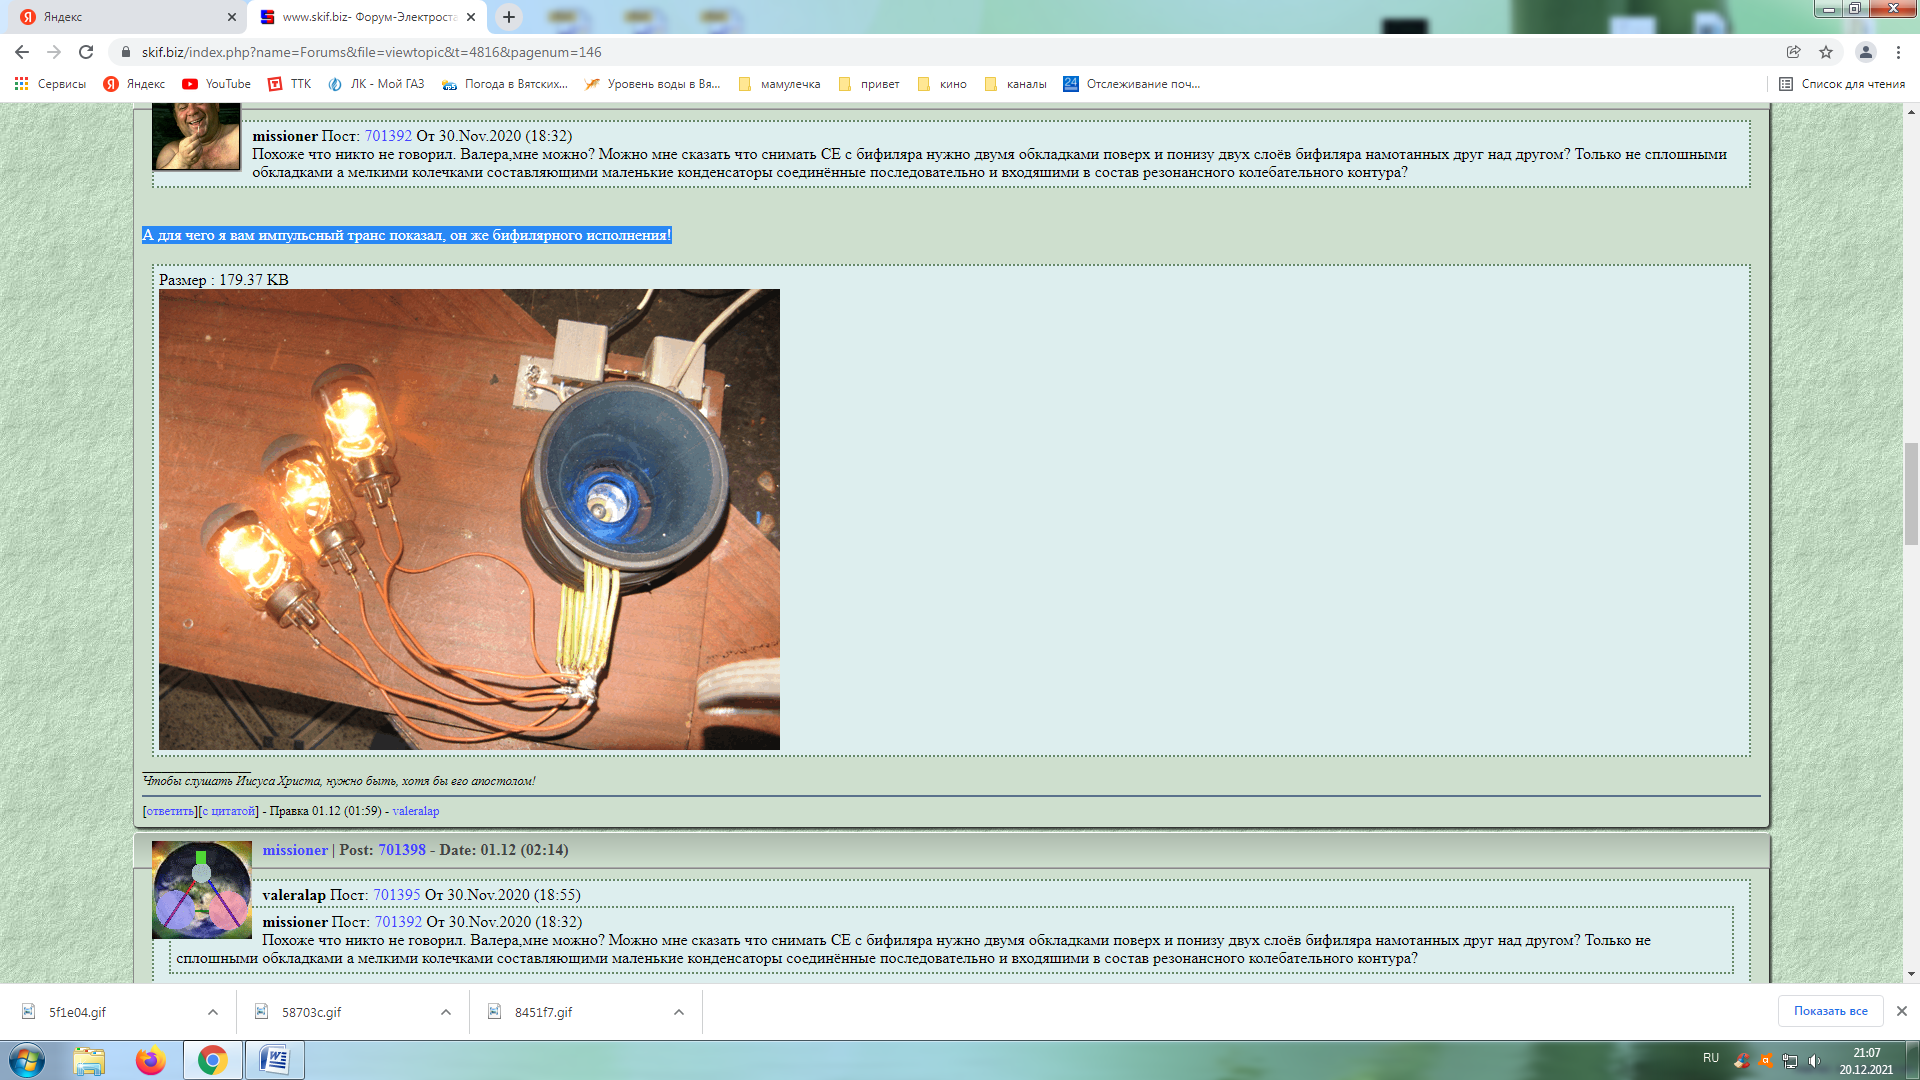 Яндекс
www.skif.biz- Форум-Электроста
skif.biz/index.php?name=Forums&file=viewtopic&t=4816&pagenum=146
Сервисы Яндекс YouTube ТТК ЛК - Мой ГАЗ Погода в Вятских... Уровень воды в Вя... мамулечка привет кино каналы 24 Отслеживание поч... Список для чтения
missioner Пост: 701392 От 30.Nov.2020 (18:32)
Похоже что никто не говорил. Валера,мне можно? Можно мне сказать что снимать СЕ с бифиляра нужно двумя обкладками поверх и понизу двух слоёв бифиляра намотанных друг над другом? Только не сплошными
обкладками а мелкими колечками составляющими маленькие конденсаторы соединённые последовательно и входяшими в состав резонансного колебательного контура?
А для чего я вам импульсный транс показал, он же бифилярного исполнения!
Размер : 179.37 KB
Чтобы слушать Иисуса Христа, нужно быть, хотя бы его апостолом!
[ответить][с цитатой] - Правка 01.12 (01:59) - valeralap
missioner | Post: 701398 - Date: 01.12 (02:14)
valeralap Пост: 701395 От 30.Nov.2020 (18:55)
missioner Пост: 701392 От 30.Nov.2020 (18:32)
Похоже что никто не говорил. Валера,мне можно? Можно мне сказать что снимать СЕ с бифиляра нужно двумя обкладками поверх и понизу двух слоёв бифиляра намотанных друг над другом? Только не
сплошными обкладками а мелкими колечками составляющими маленькие конденсаторы соединённые последовательно и входяшими в состав резонансного колебательного контура?
5f1e04.gif 58703c.gif 8451f7.gif Показать все
RU
21:07
20.12.2021